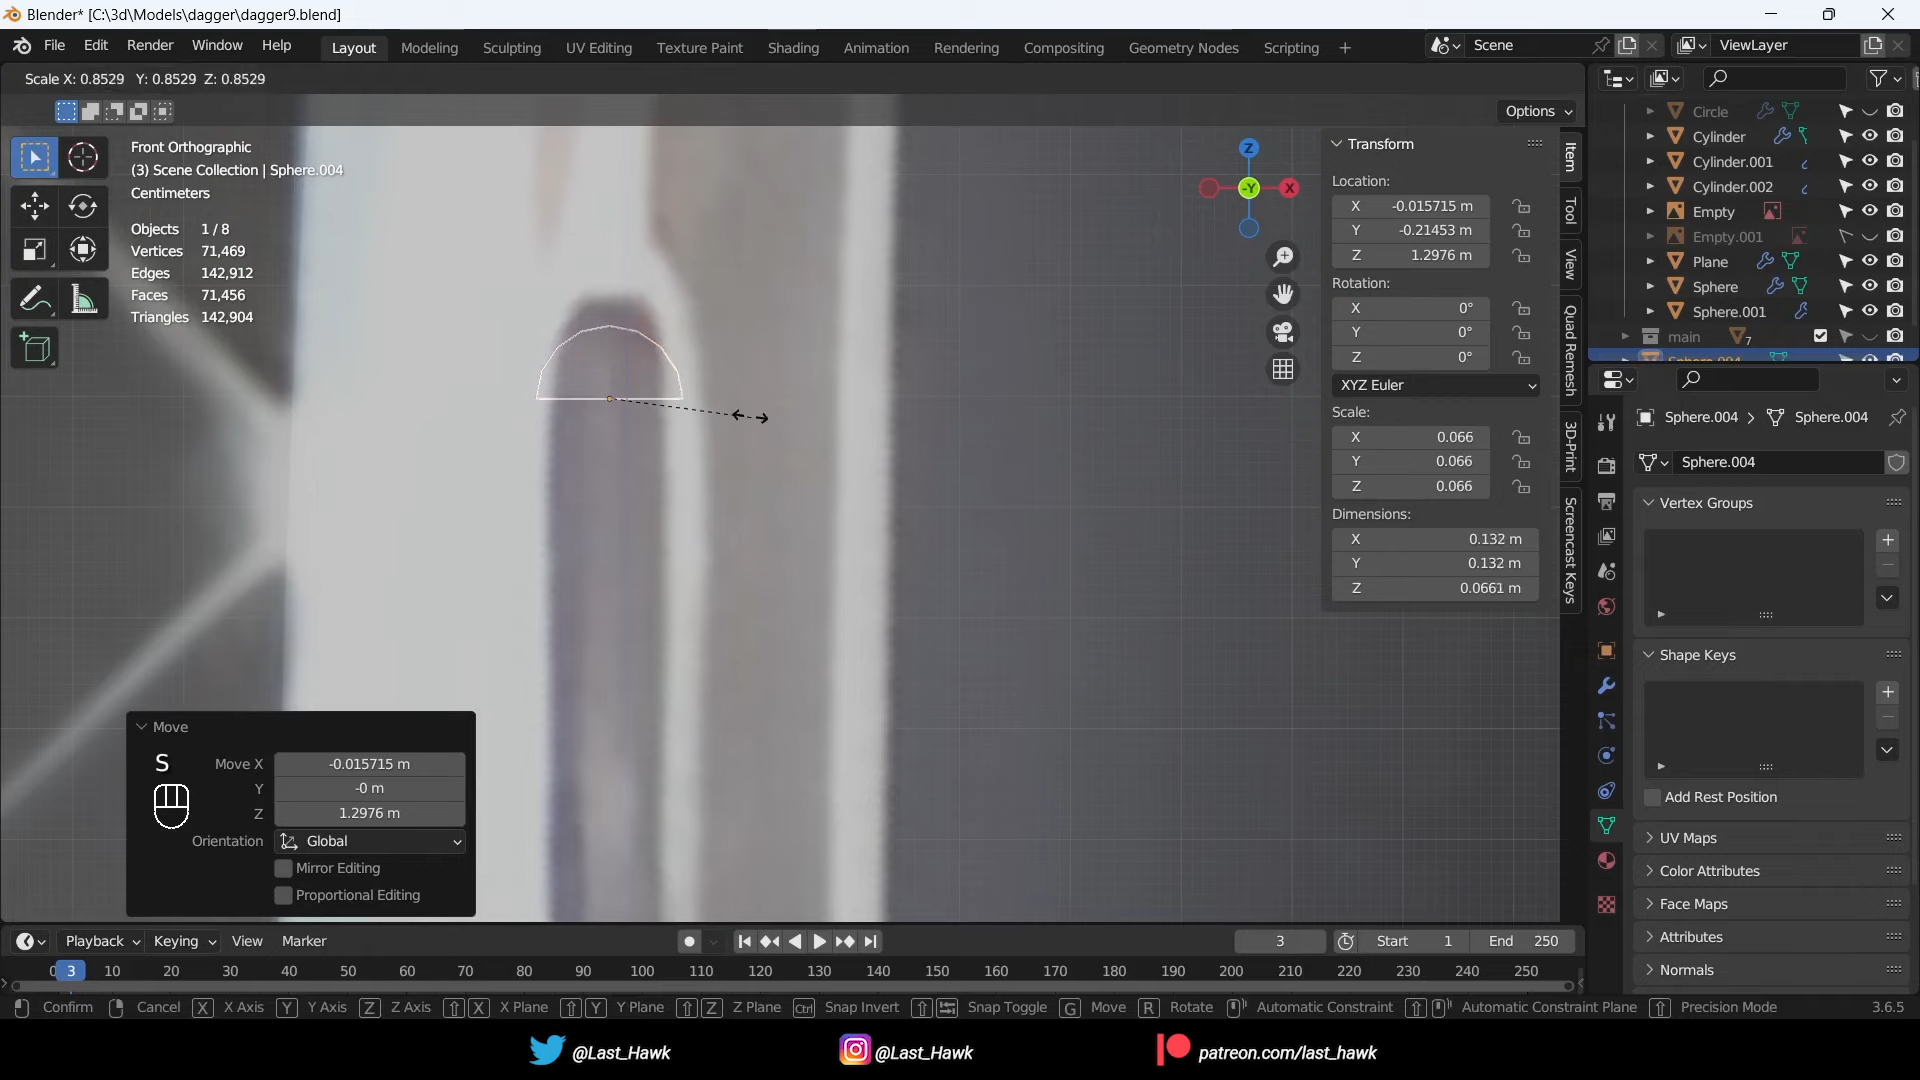 Blender* [C:\3d\Models\dagger\dagger9.blend]
File Edit Render Window Help
Layout Modeling Sculpting UV Editing Texture Paint Shading Animation Rendering Compositing Geometry Nodes Scripting +
Scene
ViewLayer
Scale X: 0.8529 Y: 0.8529 Z: 0.8529
Options
Front Orthographic
(3) Scene Collection | Sphere.004
Centimeters
Objects 1/8
Vertices 71,469
Edges 142,912
Faces 71,456
Triangles 142,904
Z
-Y
X
Transform
Location:
X -0.015715 m
Y -0.21453 m
Z 1.2976 m
Rotation:
X 0°
Y 0°
Z 0°
XYZ Euler
Scale:
X 0.066
Y 0.066
Z 0.066
Dimensions:
X 0.132 m
Y 0.132 m
Z 0.0661 m
Item
Tool
View
Quad Remesh
3D-Print
Screencast Keys
Circle
Cylinder
Cylinder.001
Cylinder.002
Empty
Empty.001
Plane
Sphere
Sphere.001
main 7
Sphere.004
Sphere.004 Sphere.004
Sphere.004
Vertex Groups
Shape Keys
Add Rest Position
UV Maps
Color Attributes
Face Maps
Attributes
Normals
Move
S
Move X -0.015715 m
Y -0 m
Z 1.2976 m
Orientation Global
Mirror Editing
Proportional Editing
Playback Keying View Marker
3 Start 1 End 250
0 3 10 20 30 40 50 60 70 80 90 100 110 120 130 140 150 160 170 180 190 200 210 220 230 240 250
Confirm Cancel X X Axis Y Y Axis Z Z Axis X X Plane Y Y Plane Z Z Plane Ctrl Snap Invert Snap Toggle G Move R Rotate Automatic Constraint Automatic Constraint Plane Precision Mode 3.6.5
@Last_Hawk @Last_Hawk patreon.com/last_hawk